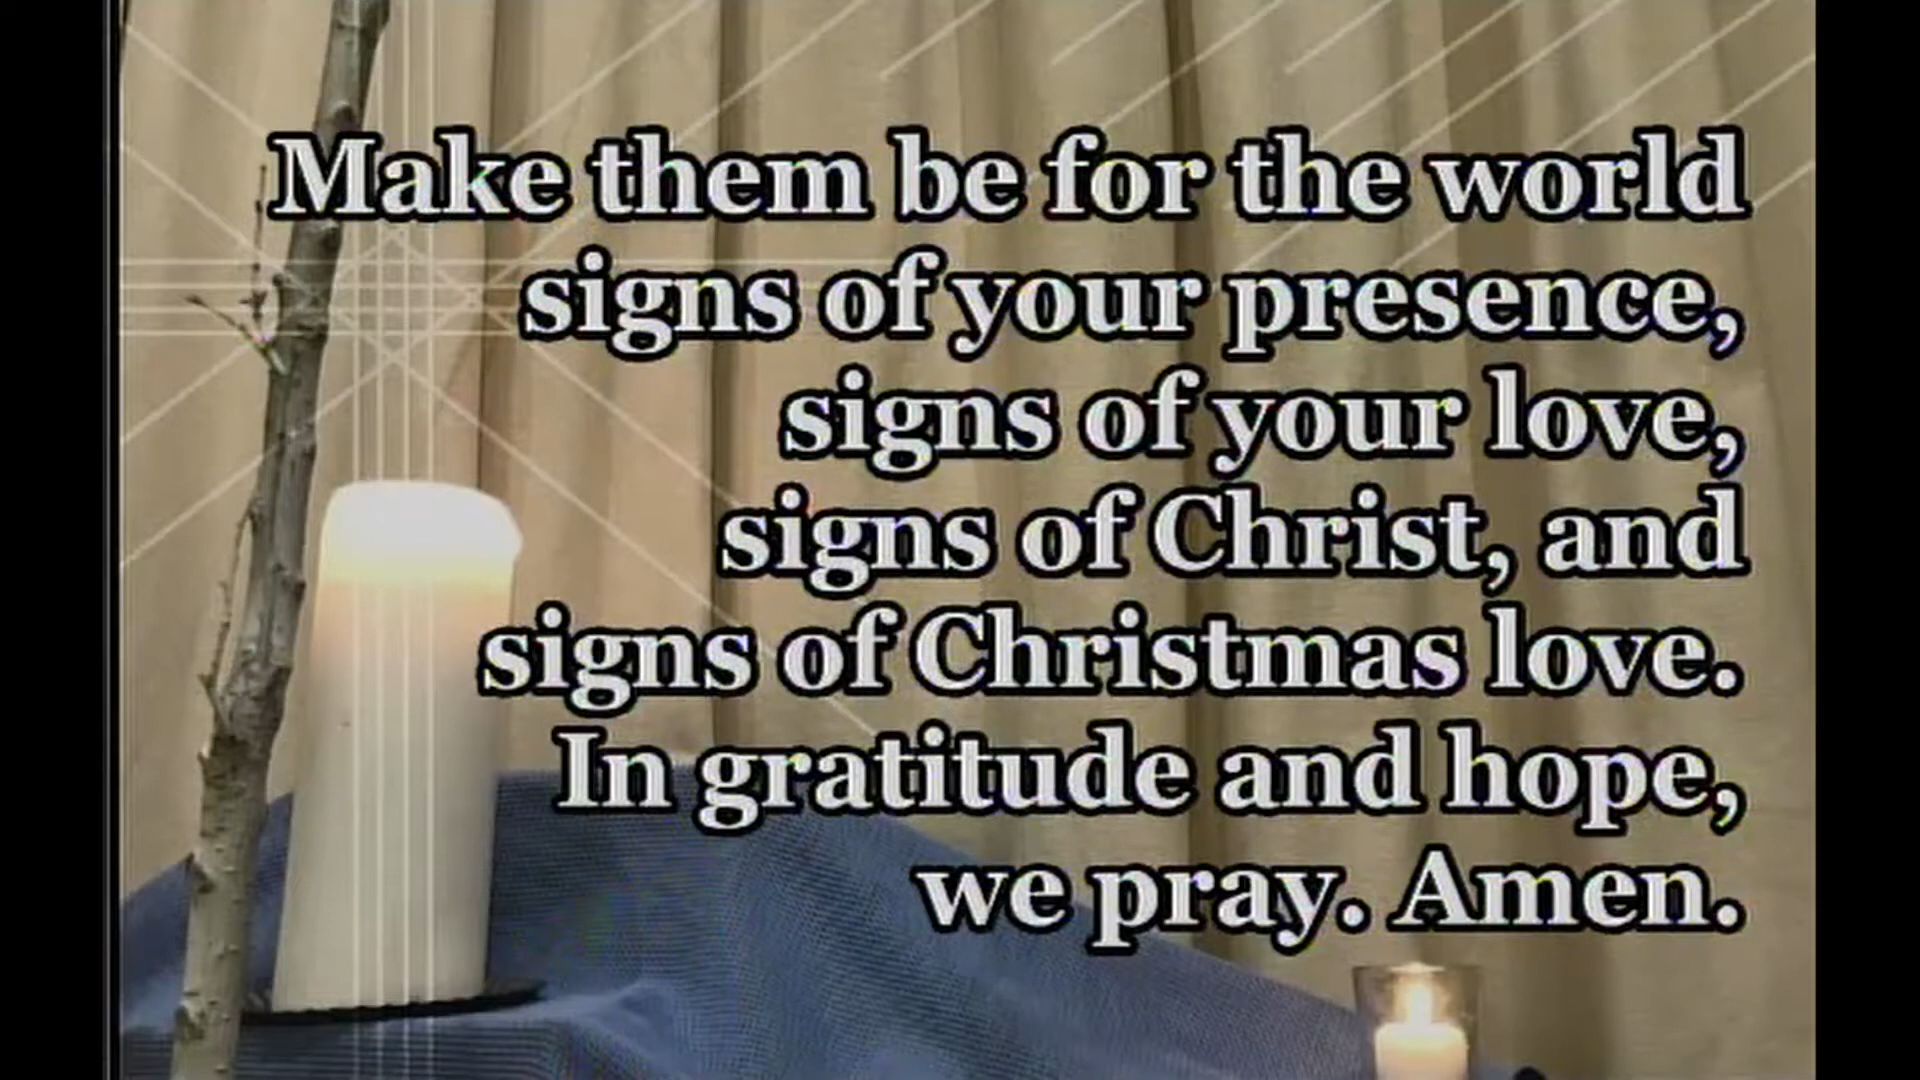 Make them be for the world
signs of your presence,
signs of your love,
signs of Christ, and
signs of Christmas love.
In gratitude and hope,
we pray. Amen.